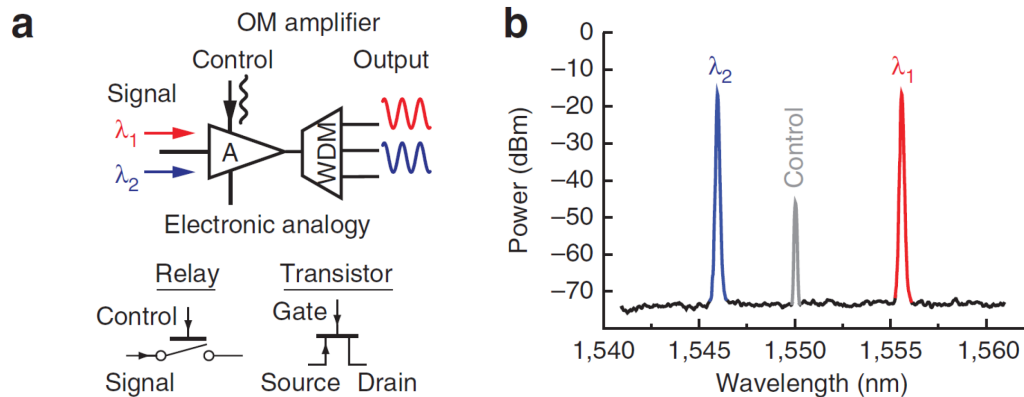 a
OM amplifier
Control
Output
Signal
λ1
λ2
A
WDM
Electronic analogy
Relay
Transistor
Control
Gate
Signal
Source
Drain
b
0
−10
−20
−30
−40
−50
−60
−70
Power (dBm)
λ2
Control
λ1
1,540
1,545
1,550
1,555
1,560
Wavelength (nm)